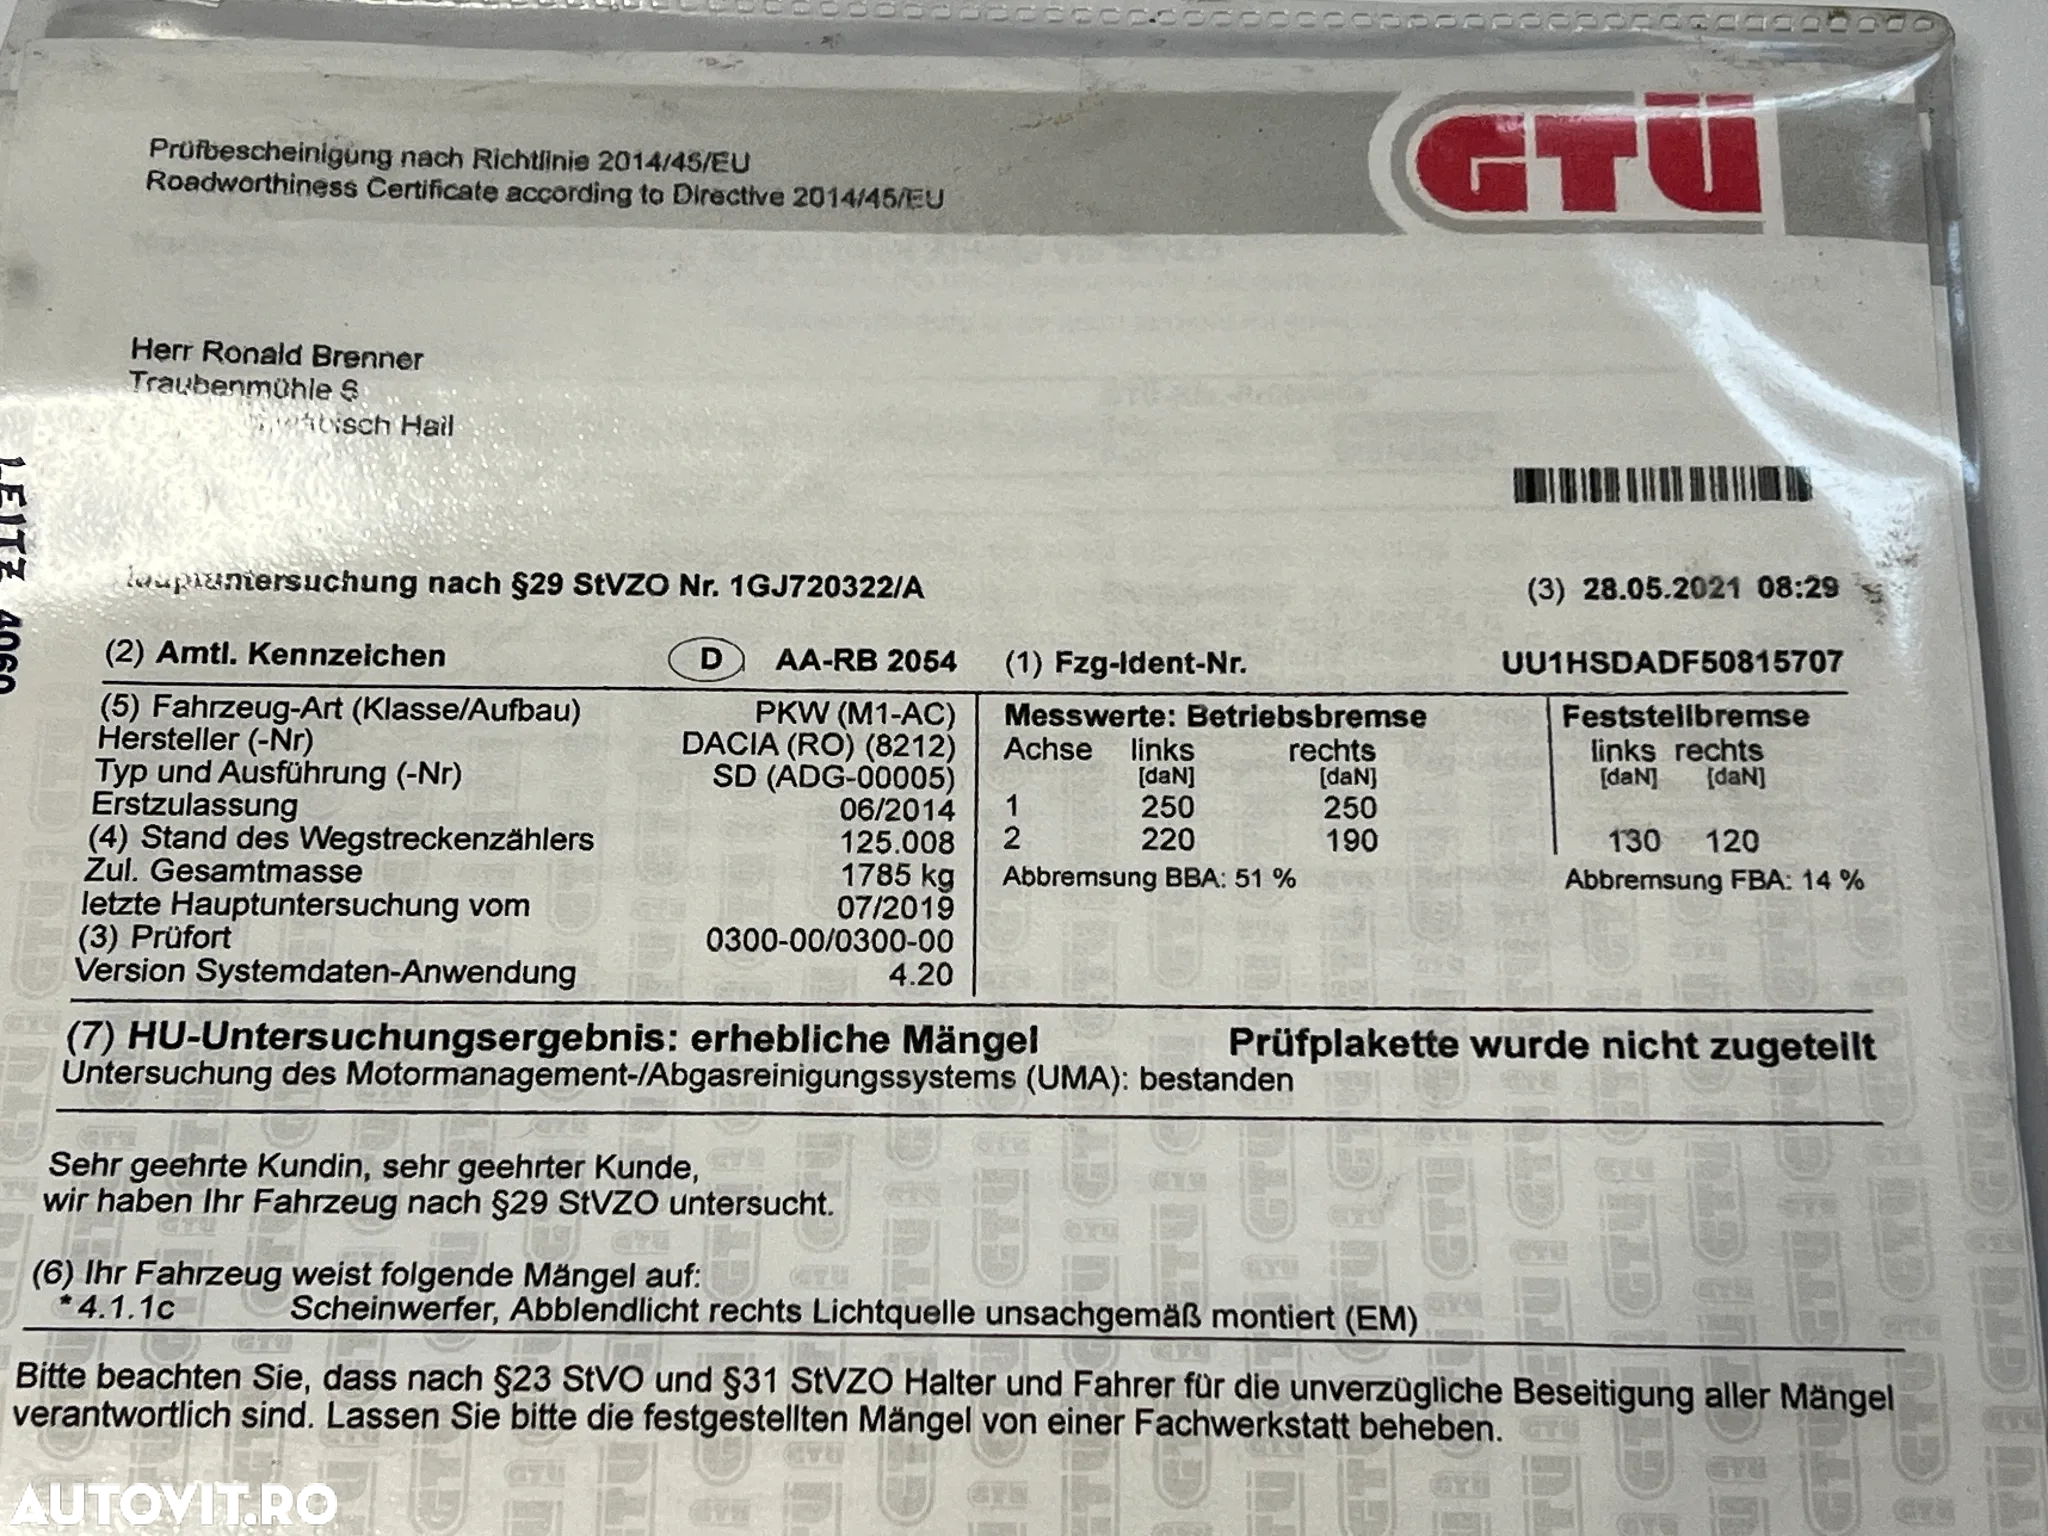 GTÜ
Prüfbescheinigung nach Richtlinie 2014/45/EU
Roadworthiness Certificate according to Directive 2014/45/EU
Herr Ronald Brenner
Traubenmühle 6
Hall
LEITZ 4060
untersuchung nach §29 StVZO Nr. 1GJ720322/A (3) 28.05.2021 08:29
(2) Amtl. Kennzeichen D AA-RB 2054 (1) Fzg-Ident-Nr. UU1HSDADF50815707
(5) Fahrzeug-Art (Klasse/Aufbau) PKW (M1-AC) Messwerte: Betriebsbremse Feststellbremse
Hersteller (-Nr) DACIA (RO) (8212) Achse links rechts links rechts
Typ und Ausführung (-Nr) SD (ADG-00005) [daN] [daN] [daN] [daN]
Erstzulassung 06/2014 1 250 250
(4) Stand des Wegstreckenzählers 125.008 2 220 190 130 120
Zul. Gesamtmasse 1785 kg Abbremsung BBA: 51 % Abbremsung FBA: 14 %
letzte Hauptuntersuchung vom 07/2019
(3) Prüfort 0300-00/0300-00
Version Systemdaten-Anwendung 4.20
(7) HU-Untersuchungsergebnis: erhebliche Mängel Prüfplakette wurde nicht zugeteilt
Untersuchung des Motormanagement-/Abgasreinigungssystems (UMA): bestanden
Sehr geehrte Kundin, sehr geehrter Kunde,
wir haben Ihr Fahrzeug nach §29 StVZO untersucht.
(6) Ihr Fahrzeug weist folgende Mängel auf:
* 4.1.1c Scheinwerfer, Abblendlicht rechts Lichtquelle unsachgemäß montiert (EM)
Bitte beachten Sie, dass nach §23 StVO und §31 StVZO Halter und Fahrer für die unverzügliche Beseitigung aller Mängel
verantwortlich sind. Lassen Sie bitte die festgestellten Mängel von einer Fachwerkstatt beheben.
AUTOVIT.RO